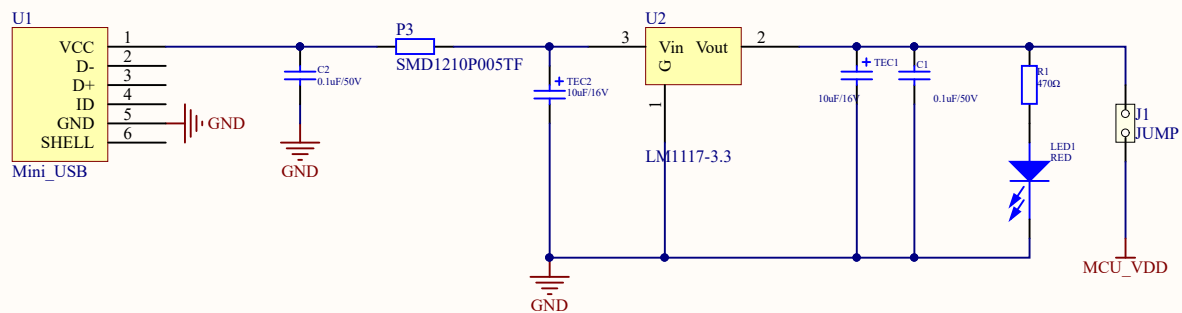 U1
VCC 1
D- 2
D+ 3
ID 4
GND 5
SHELL 6
Mini_USB
GND
C2
0.1uF/50V
GND
P3
SMD1210P005TF
+
TEC2
10uF/16V
GND
U2
3 Vin Vout 2
G
1
LM1117-3.3
+ TEC1
10uF/16V
C1
0.1uF/50V
R1
470Ω
LED1
RED
J1
JUMP
MCU_VDD